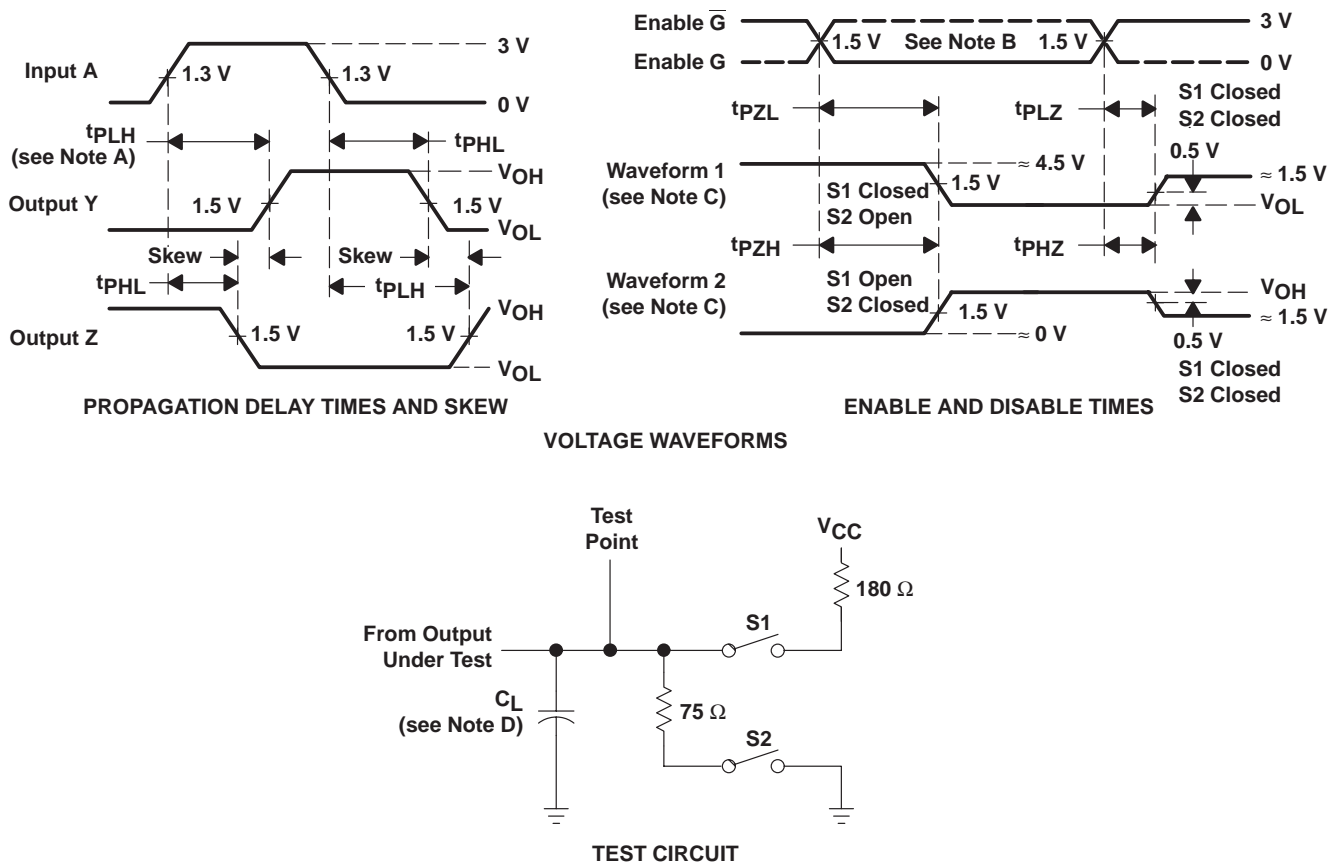 Input A
1.3 V
1.3 V
3 V
0 V
tPLH
(see Note A)
tPHL
Output Y
1.5 V
1.5 V
VOH
VOL
Skew
Skew
tPHL
tPLH
Output Z
1.5 V
1.5 V
VOH
VOL
PROPAGATION DELAY TIMES AND SKEW
Enable G̅
Enable G
1.5 V
See Note B
1.5 V
3 V
0 V
tPZL
tPLZ
S1 Closed
S2 Closed
0.5 V
Waveform 1
(see Note C)
≈ 4.5 V
1.5 V
S1 Closed
S2 Open
≈ 1.5 V
VOL
tPZH
tPHZ
Waveform 2
(see Note C)
S1 Open
S2 Closed
1.5 V
≈ 0 V
VOH
≈ 1.5 V
0.5 V
S1 Closed
S2 Closed
ENABLE AND DISABLE TIMES
VOLTAGE WAVEFORMS
Test
Point
VCC
180 Ω
S1
From Output
Under Test
CL
(see Note D)
75 Ω
S2
TEST CIRCUIT